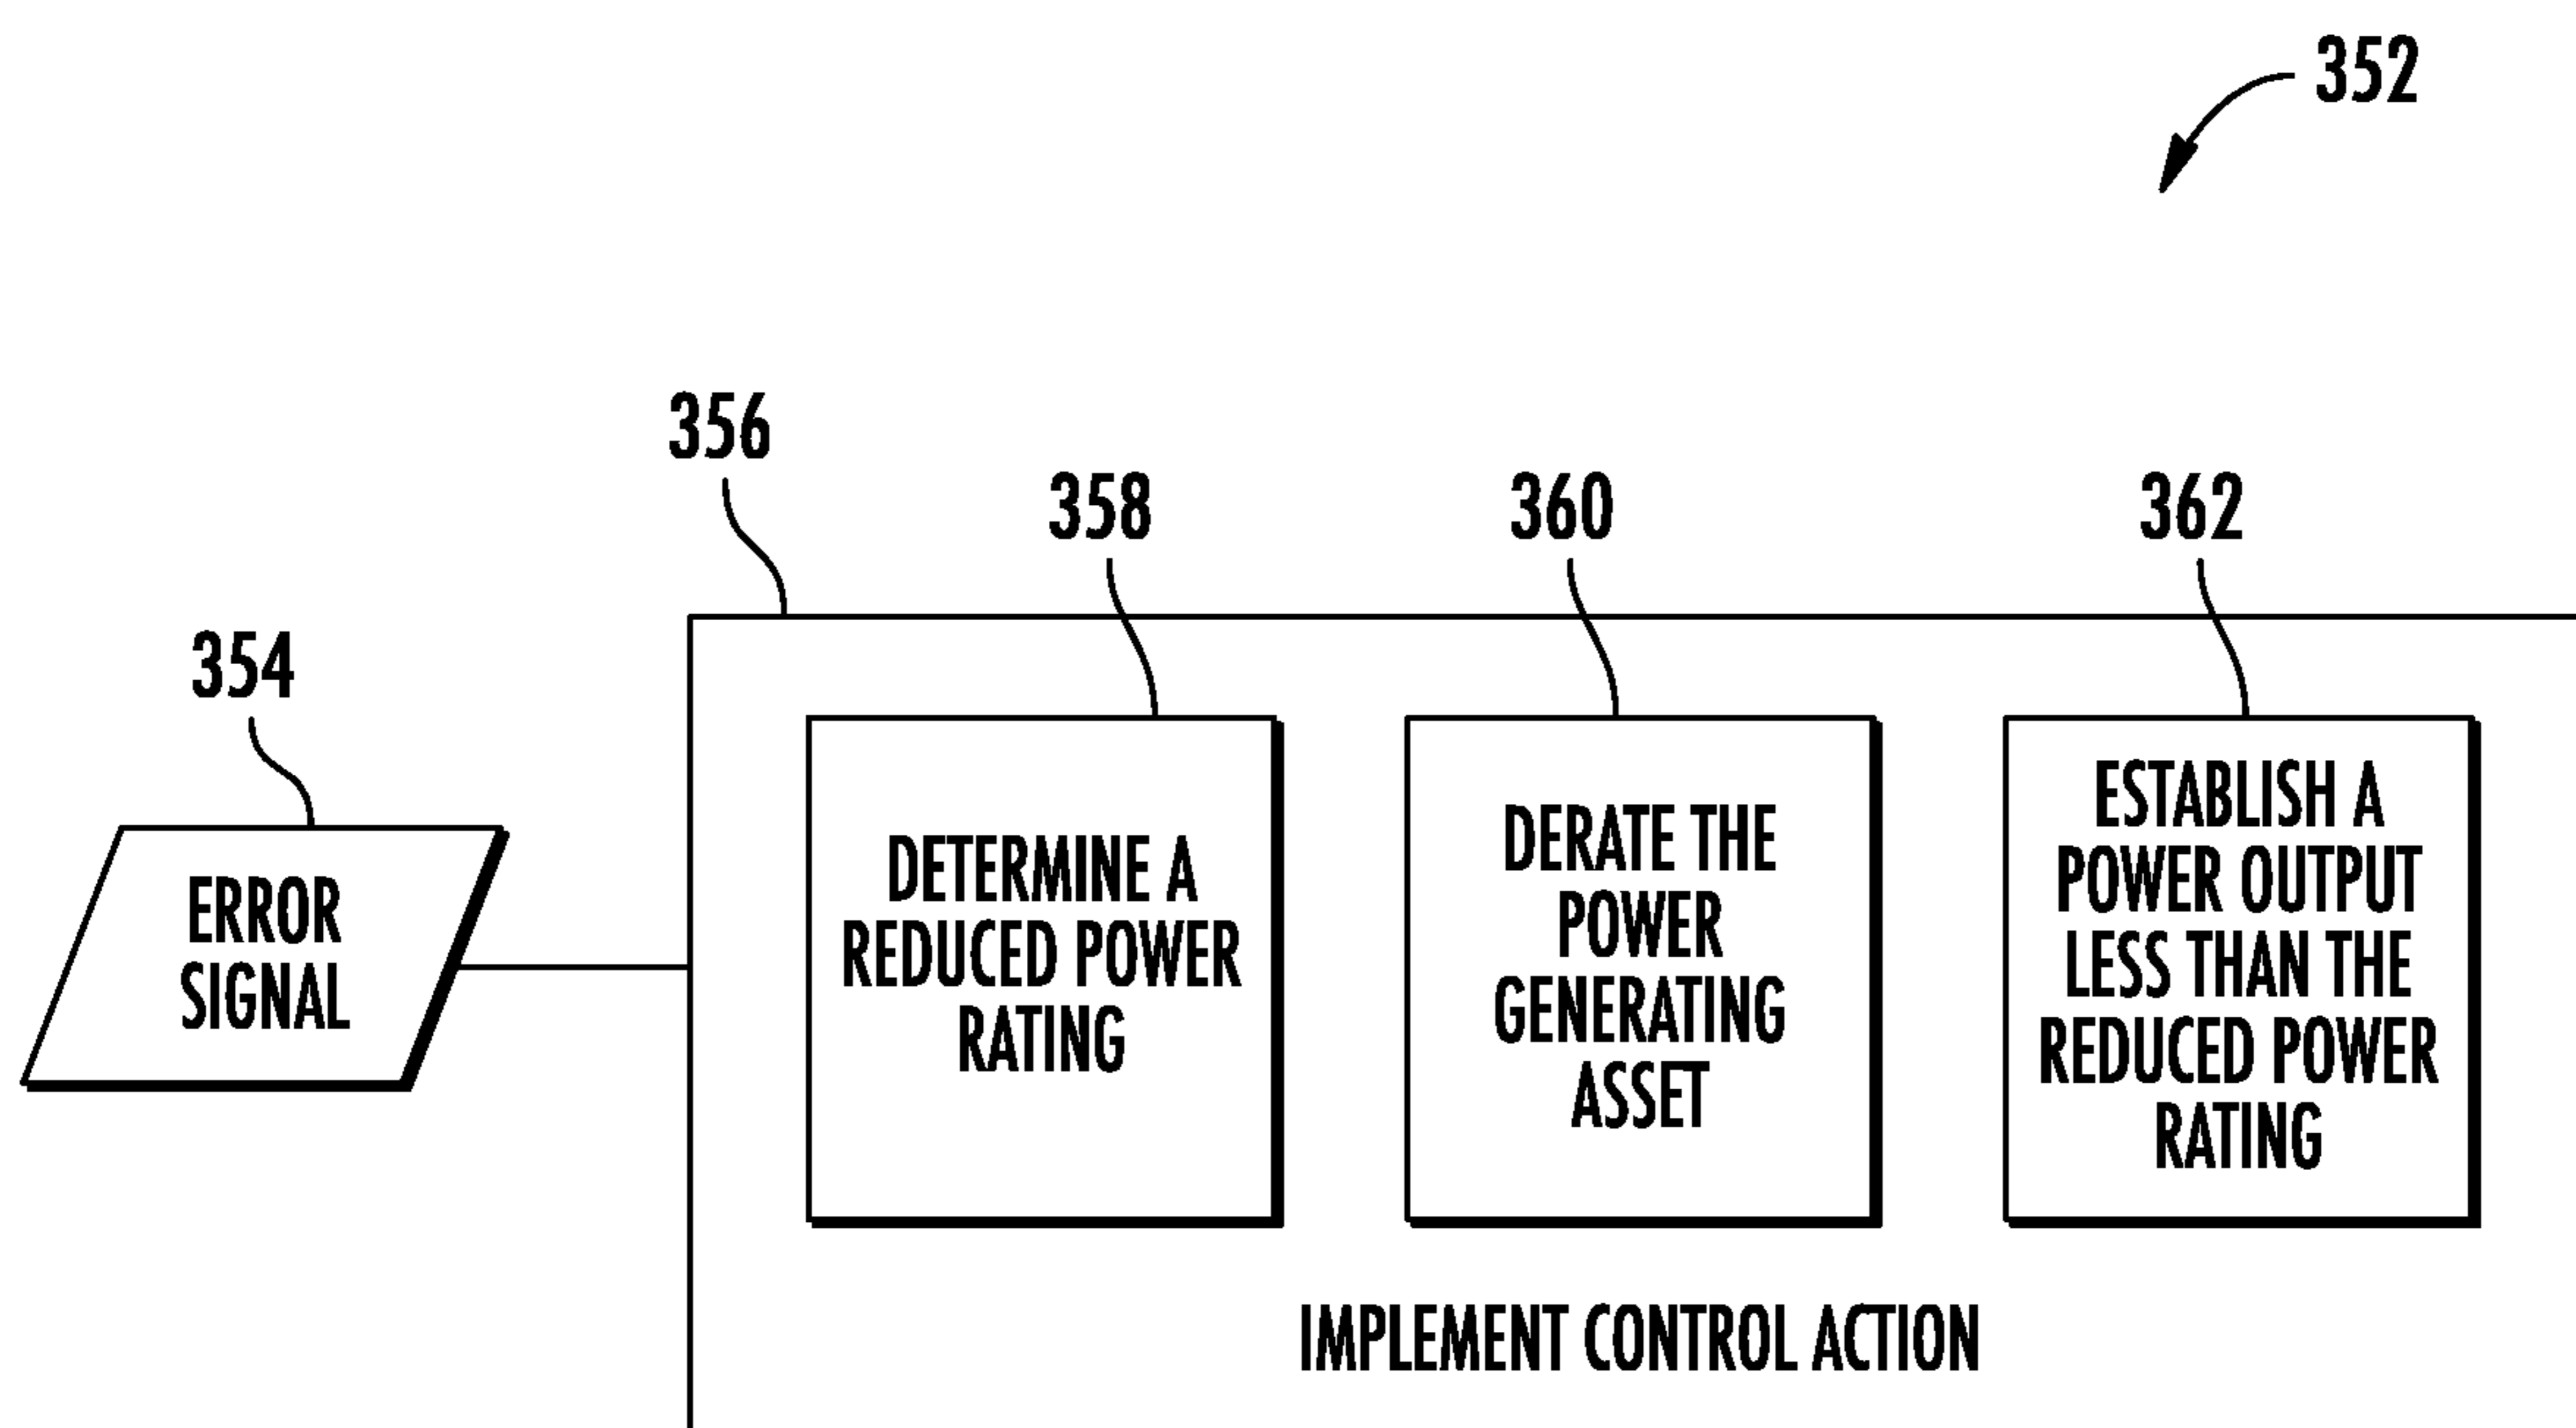 352
356
358
360
362
354
ERROR
SIGNAL
DETERMINE A
REDUCED POWER
RATING
DERATE THE
POWER
GENERATING
ASSET
ESTABLISH A
POWER OUTPUT
LESS THAN THE
REDUCED POWER
RATING
IMPLEMENT CONTROL ACTION